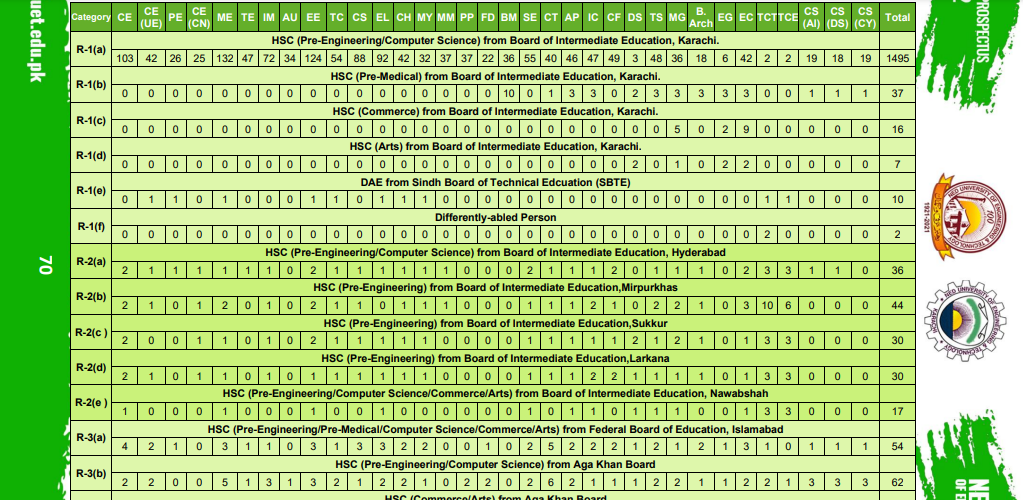 uet.edu.pk
70
PROSPECTUS
Category CE CE (UE) PE CE (CN) ME TE IM AU EE TC CS EL CH MY MM PP FD BM SE CT AP IC CF DS TS MG B. Arch EG EC TCT TCE CS (AI) CS (DS) CS (CY) Total
HSC (Pre-Engineering/Computer Science) from Board of Intermediate Education, Karachi.
R-1(a) 103 42 26 25 132 47 72 34 124 54 88 92 42 32 37 37 22 36 55 40 46 47 49 3 54 36 18 6 42 2 2 19 18 19 1495
HSC (Pre-Medical) from Board of Intermediate Education, Karachi.
R-1(b) 0 0 0 0 0 0 0 0 0 0 0 0 0 0 0 0 0 10 0 1 3 3 0 2 3 3 3 3 3 0 0 1 1 1 37
HSC (Commerce) from Board of Intermediate Education, Karachi.
R-1(c) 0 0 0 0 0 0 0 0 0 0 0 0 0 0 0 0 0 0 0 0 0 0 0 0 0 5 0 2 9 0 0 0 0 0 16
HSC (Arts) from Board of Intermediate Education, Karachi.
R-1(d) 0 0 0 0 0 0 0 0 0 0 0 0 0 0 0 0 0 0 0 0 0 0 0 2 0 1 0 2 2 0 0 0 0 0 7
DAE from Sindh Board of Technical Edcuation (SBTE)
R-1(e) 0 1 1 0 1 0 0 0 1 1 0 1 1 1 0 0 0 0 0 0 0 0 0 0 0 0 0 0 0 1 1 0 0 0 10
Differently-abled Person
R-1(f) 0 0 0 0 0 0 0 0 0 0 0 0 0 0 0 0 0 0 0 0 0 0 0 0 0 0 0 0 0 2 0 0 0 0 2
HSC (Pre-Engineering/Computer Science) from Board of Intermediate Education, Hyderabad
R-2(a) 2 1 1 1 1 1 1 0 2 1 1 1 1 1 0 0 0 2 1 1 1 2 0 1 1 1 0 0 2 3 3 1 1 0 36
HSC (Pre-Engineering) from Board of Intermediate Education,Mirpurkhas
R-2(b) 2 1 0 1 2 0 1 0 2 1 1 0 1 1 1 0 0 0 1 1 1 2 1 0 2 2 1 0 3 10 6 0 0 0 44
HSC (Pre-Engineering) from Board of Intermediate Education,Sukkur
R-2(c ) 2 0 0 1 1 0 1 0 2 1 1 0 1 1 1 0 0 0 1 1 1 1 1 2 1 2 1 0 1 3 3 0 0 0 30
HSC (Pre-Engineering) from Board of Intermediate Education,Larkana
R-2(d) 2 1 0 1 1 0 1 0 1 1 1 1 1 1 1 0 0 0 1 1 1 2 2 1 1 1 0 0 1 3 3 0 0 0 30
HSC (Pre-Engineering/Computer Science/Commerce/Arts) from Board of Intermediate Education, Nawabshah
R-2(e ) 1 0 0 0 1 0 0 0 1 0 0 1 0 1 0 0 0 0 1 0 1 1 0 0 1 1 0 0 1 3 3 0 0 0 17
HSC (Pre-Engineering/Pre-Medical/Computer Science/Commerce/Arts) from Federal Board of Education, Islamabad
R-3(a) 4 2 1 0 3 1 1 0 3 1 3 3 2 2 0 0 1 0 2 5 2 2 2 1 2 1 2 1 3 1 0 1 1 1 54
HSC (Pre-Engineering/Computer Science) from Aga Khan Board
R-3(b) 2 2 0 0 5 1 3 1 3 2 2 2 2 1 0 0 0 2 2 6 2 2 1 1 2 2 1 1 2 2 1 3 3 3 62
HSC (Commerce/Arts) from Aga Khan Board
1921-2021
100